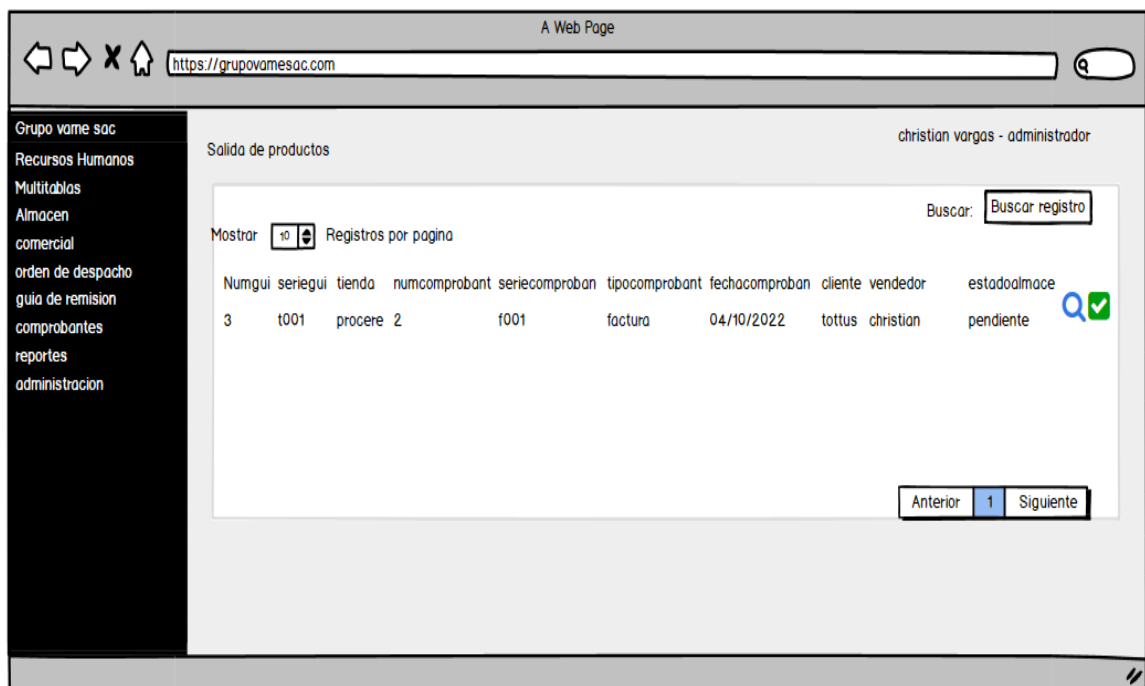 A Web Page
https://grupovamesac.com
Grupo vame sac
Recursos Humanos
Multitablas
Almacen
comercial
orden de despacho
guia de remision
comprobantes
reportes
administracion
christian vargas - administrador
Salida de productos
Buscar: Buscar registro
Mostrar 10 Registros por pagina
Numgui seriegui tienda numcomprobant seriecomproban tipocomprobant fechacomproban cliente vendedor estadoalmace
3 t001 procere 2 f001 factura 04/10/2022 tottus christian pendiente
Anterior 1 Siguiente